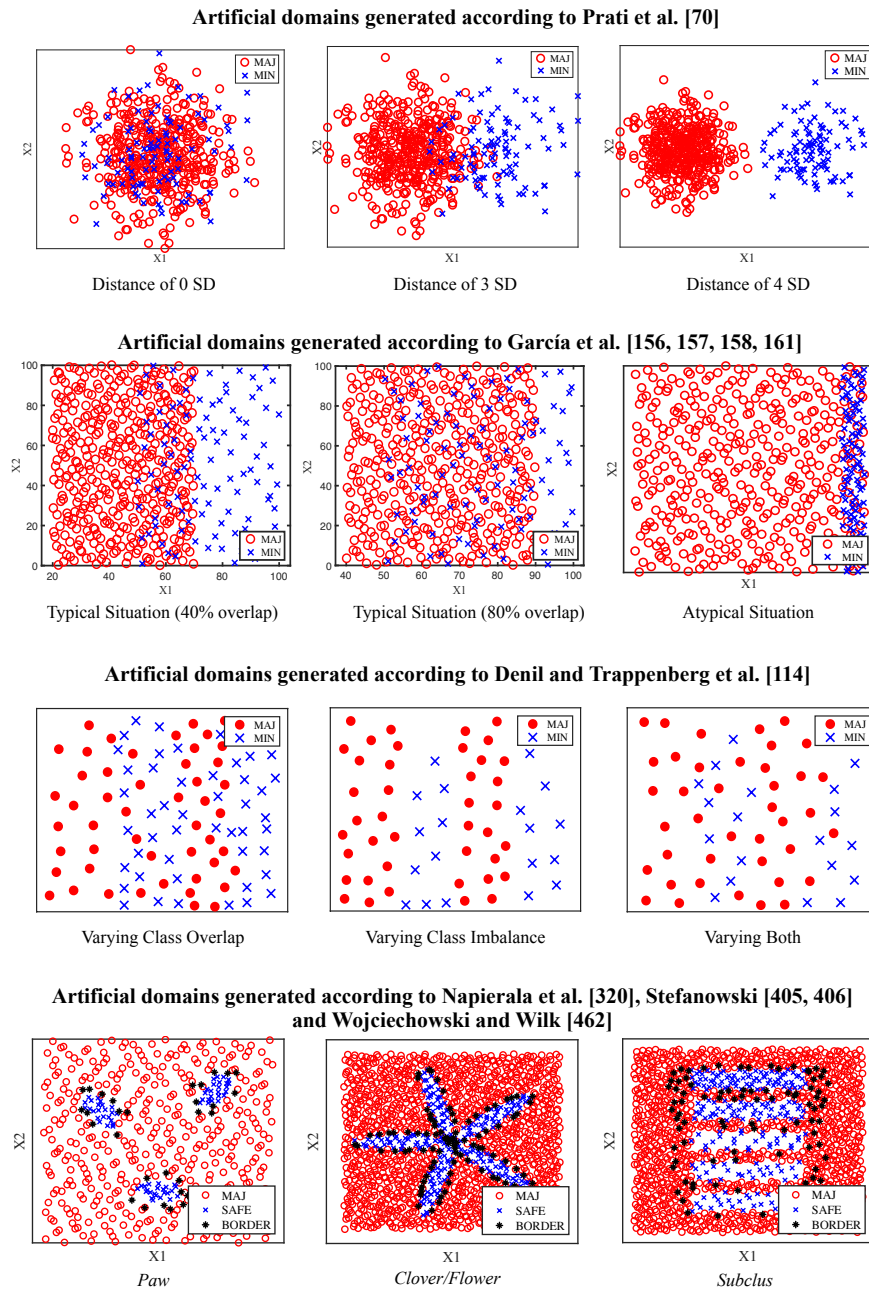 Artificial domains generated according to Prati et al. [70]
MAJ
MIN
X2
X1
Distance of 0 SD
MAJ
MIN
X2
X1
Distance of 3 SD
MAJ
MIN
X2
X1
Distance of 4 SD
Artificial domains generated according to García et al. [156, 157, 158, 161]
100
80
60
40
20
0
X2
MAJ
MIN
20 40 60 80 100
X1
Typical Situation (40% overlap)
100
80
60
40
20
0
X2
MAJ
MIN
40 50 60 70 80 90 100
X1
Typical Situation (80% overlap)
X2
MAJ
MIN
X1
Atypical Situation
Artificial domains generated according to Denil and Trappenberg et al. [114]
MAJ
MIN
Varying Class Overlap
MAJ
MIN
Varying Class Imbalance
MAJ
MIN
Varying Both
Artificial domains generated according to Napierala et al. [320], Stefanowski [405, 406]
and Wojciechowski and Wilk [462]
X2
MAJ
SAFE
BORDER
X1
Paw
X2
MAJ
SAFE
BORDER
X1
Clover/Flower
X2
MAJ
SAFE
BORDER
X1
Subclus